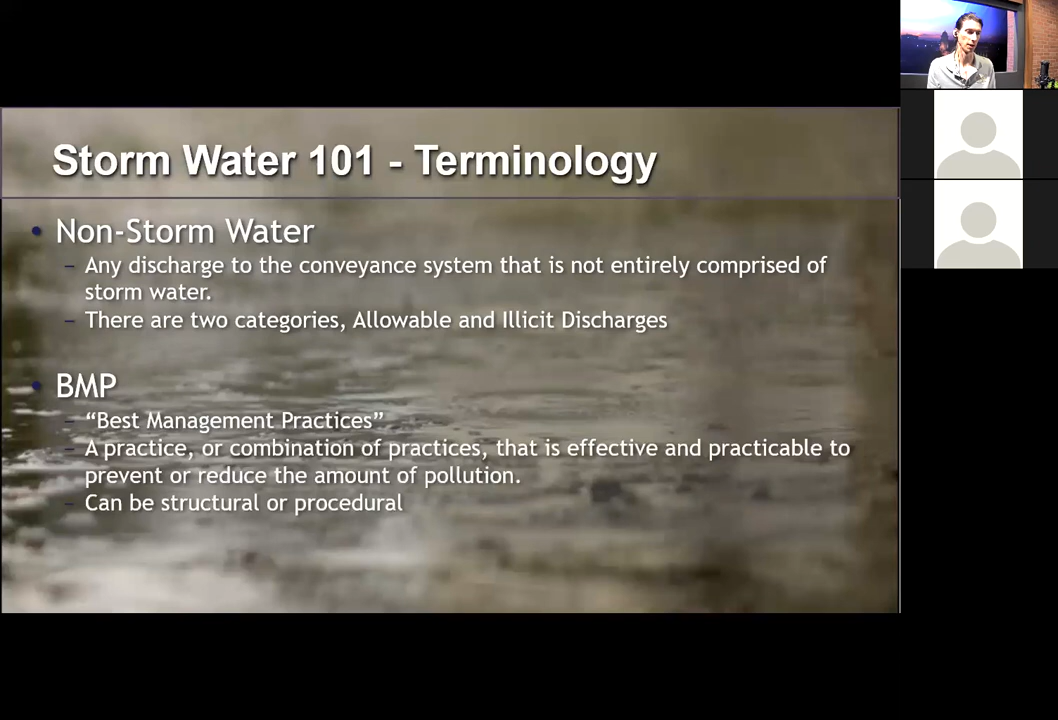 Storm Water 101 - Terminology
• Non-Storm Water
– Any discharge to the conveyance system that is not entirely comprised of
storm water.
– There are two categories, Allowable and Illicit Discharges
• BMP
– “Best Management Practices”
– A practice, or combination of practices, that is effective and practicable to
prevent or reduce the amount of pollution.
– Can be structural or procedural